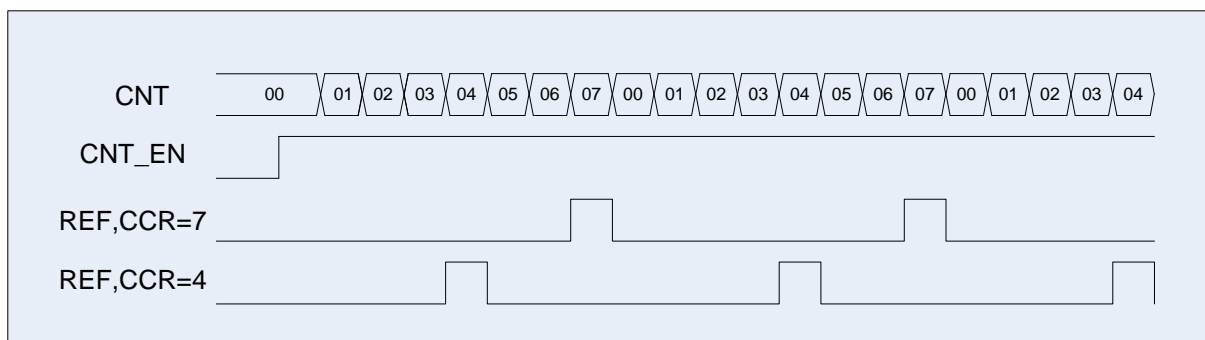 CNT 00 01 02 03 04 05 06 07 00 01 02 03 04 05 06 07 00 01 02 03 04
CNT_EN
REF,CCR=7
REF,CCR=4